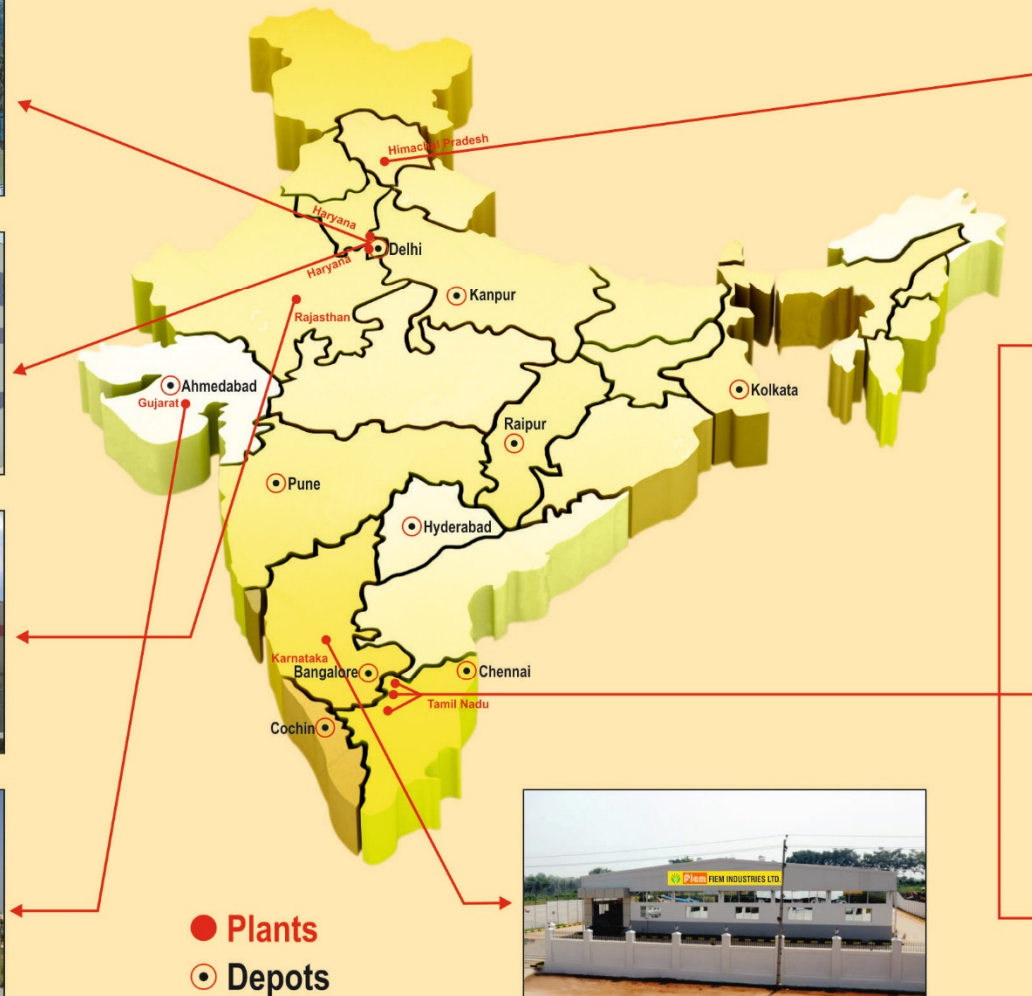 Himachal Pradesh
Haryana
Delhi
Haryana
Kanpur
Rajasthan
Ahmedabad
Gujarat
Kolkata
Raipur
Pune
Hyderabad
Karnataka
Bangalore
Chennai
Tamil Nadu
Cochin
Fiem FIEM INDUSTRIES LTD.
Plants
Depots